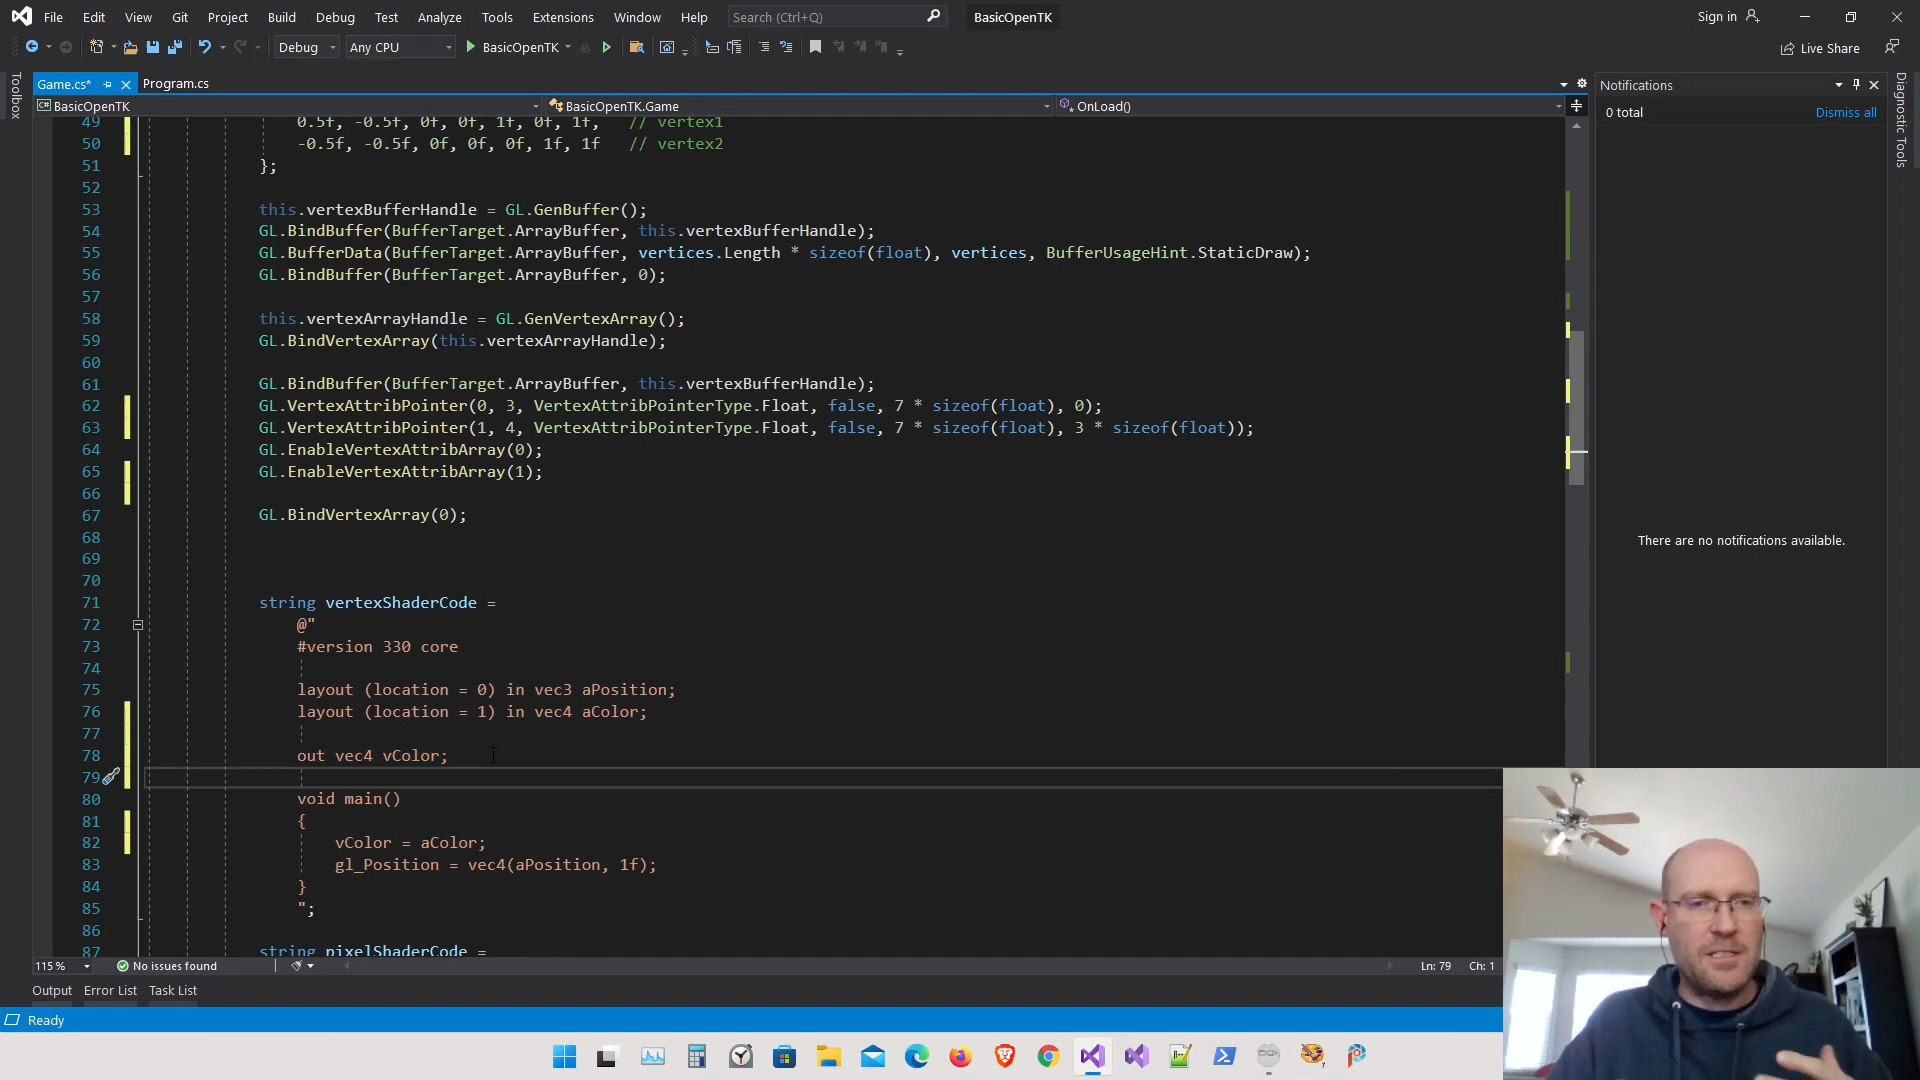 File Edit View Git Project Build Debug Test Analyze Tools Extensions Window Help Search (Ctrl+Q) BasicOpenTK Sign in
Debug Any CPU BasicOpenTK Live Share
Toolbox
Game.cs* Program.cs
BasicOpenTK BasicOpenTK.Game OnLoad()
49 0.5f, -0.5f, 0f, 0f, 1f, 0f, 1f, // vertex1
50 -0.5f, -0.5f, 0f, 0f, 0f, 1f, 1f // vertex2
51 };
52
53 this.vertexBufferHandle = GL.GenBuffer();
54 GL.BindBuffer(BufferTarget.ArrayBuffer, this.vertexBufferHandle);
55 GL.BufferData(BufferTarget.ArrayBuffer, vertices.Length * sizeof(float), vertices, BufferUsageHint.StaticDraw);
56 GL.BindBuffer(BufferTarget.ArrayBuffer, 0);
57
58 this.vertexArrayHandle = GL.GenVertexArray();
59 GL.BindVertexArray(this.vertexArrayHandle);
60
61 GL.BindBuffer(BufferTarget.ArrayBuffer, this.vertexBufferHandle);
62 GL.VertexAttribPointer(0, 3, VertexAttribPointerType.Float, false, 7 * sizeof(float), 0);
63 GL.VertexAttribPointer(1, 4, VertexAttribPointerType.Float, false, 7 * sizeof(float), 3 * sizeof(float));
64 GL.EnableVertexAttribArray(0);
65 GL.EnableVertexAttribArray(1);
66
67 GL.BindVertexArray(0);
68
69
70
71 string vertexShaderCode =
72 @"
73 #version 330 core
74
75 layout (location = 0) in vec3 aPosition;
76 layout (location = 1) in vec4 aColor;
77
78 out vec4 vColor;
79
80 void main()
81 {
82 vColor = aColor;
83 gl_Position = vec4(aPosition, 1f);
84 }
85 ";
86
87 string pixelShaderCode =
115 % No issues found Ln: 79 Ch: 1
Output Error List Task List
Ready
Notifications
0 total Dismiss all
There are no notifications available.
Diagnostic Tools